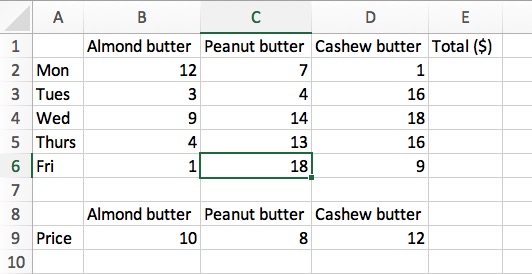 A B C D E
1 Almond butter Peanut butter Cashew butter Total ($)
2 Mon 12 7 1
3 Tues 3 4 16
4 Wed 9 14 18
5 Thurs 4 13 16
6 Fri 1 18 9
7
8 Almond butter Peanut butter Cashew butter
9 Price 10 8 12
10